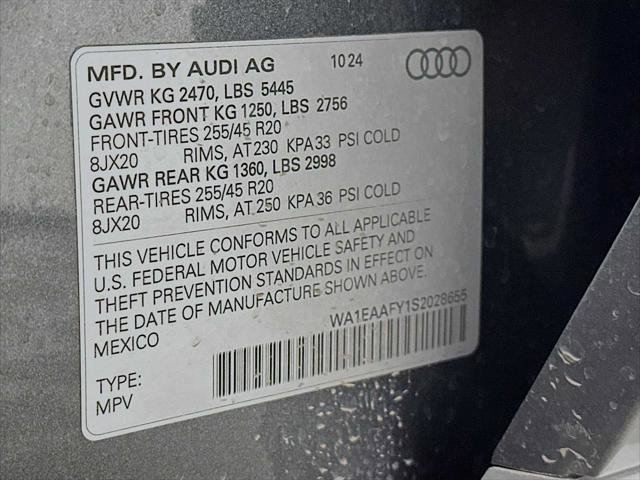 MFD. BY AUDI AG 10 24
GVWR KG 2470, LBS 5445
GAWR FRONT KG 1250, LBS 2756
FRONT-TIRES 255/45 R20
8JX20 RIMS, AT 230 KPA 33 PSI COLD
GAWR REAR KG 1360, LBS 2998
REAR-TIRES 255/45 R20
8JX20 RIMS, AT 250 KPA 36 PSI COLD
THIS VEHICLE CONFORMS TO ALL APPLICABLE
U.S. FEDERAL MOTOR VEHICLE SAFETY AND
THEFT PREVENTION STANDARDS IN EFFECT ON
THE DATE OF MANUFACTURE SHOWN ABOVE.
MEXICO WA1EAAFY1S2028655
TYPE:
MPV